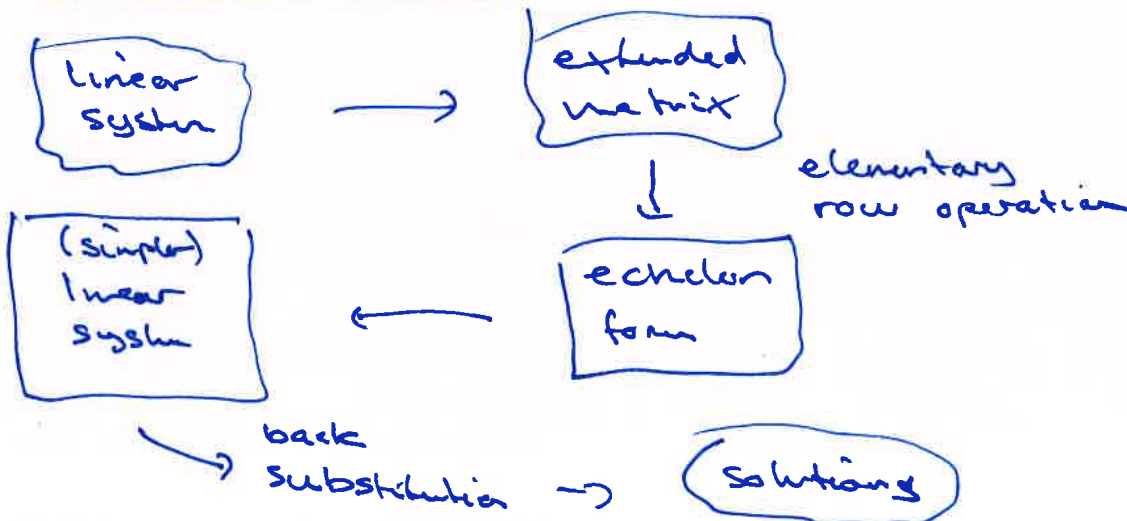 linear
system
extended
matrix
elementary
row operation
echelon
form
(simpler)
linear
system
back
substitution
solutions